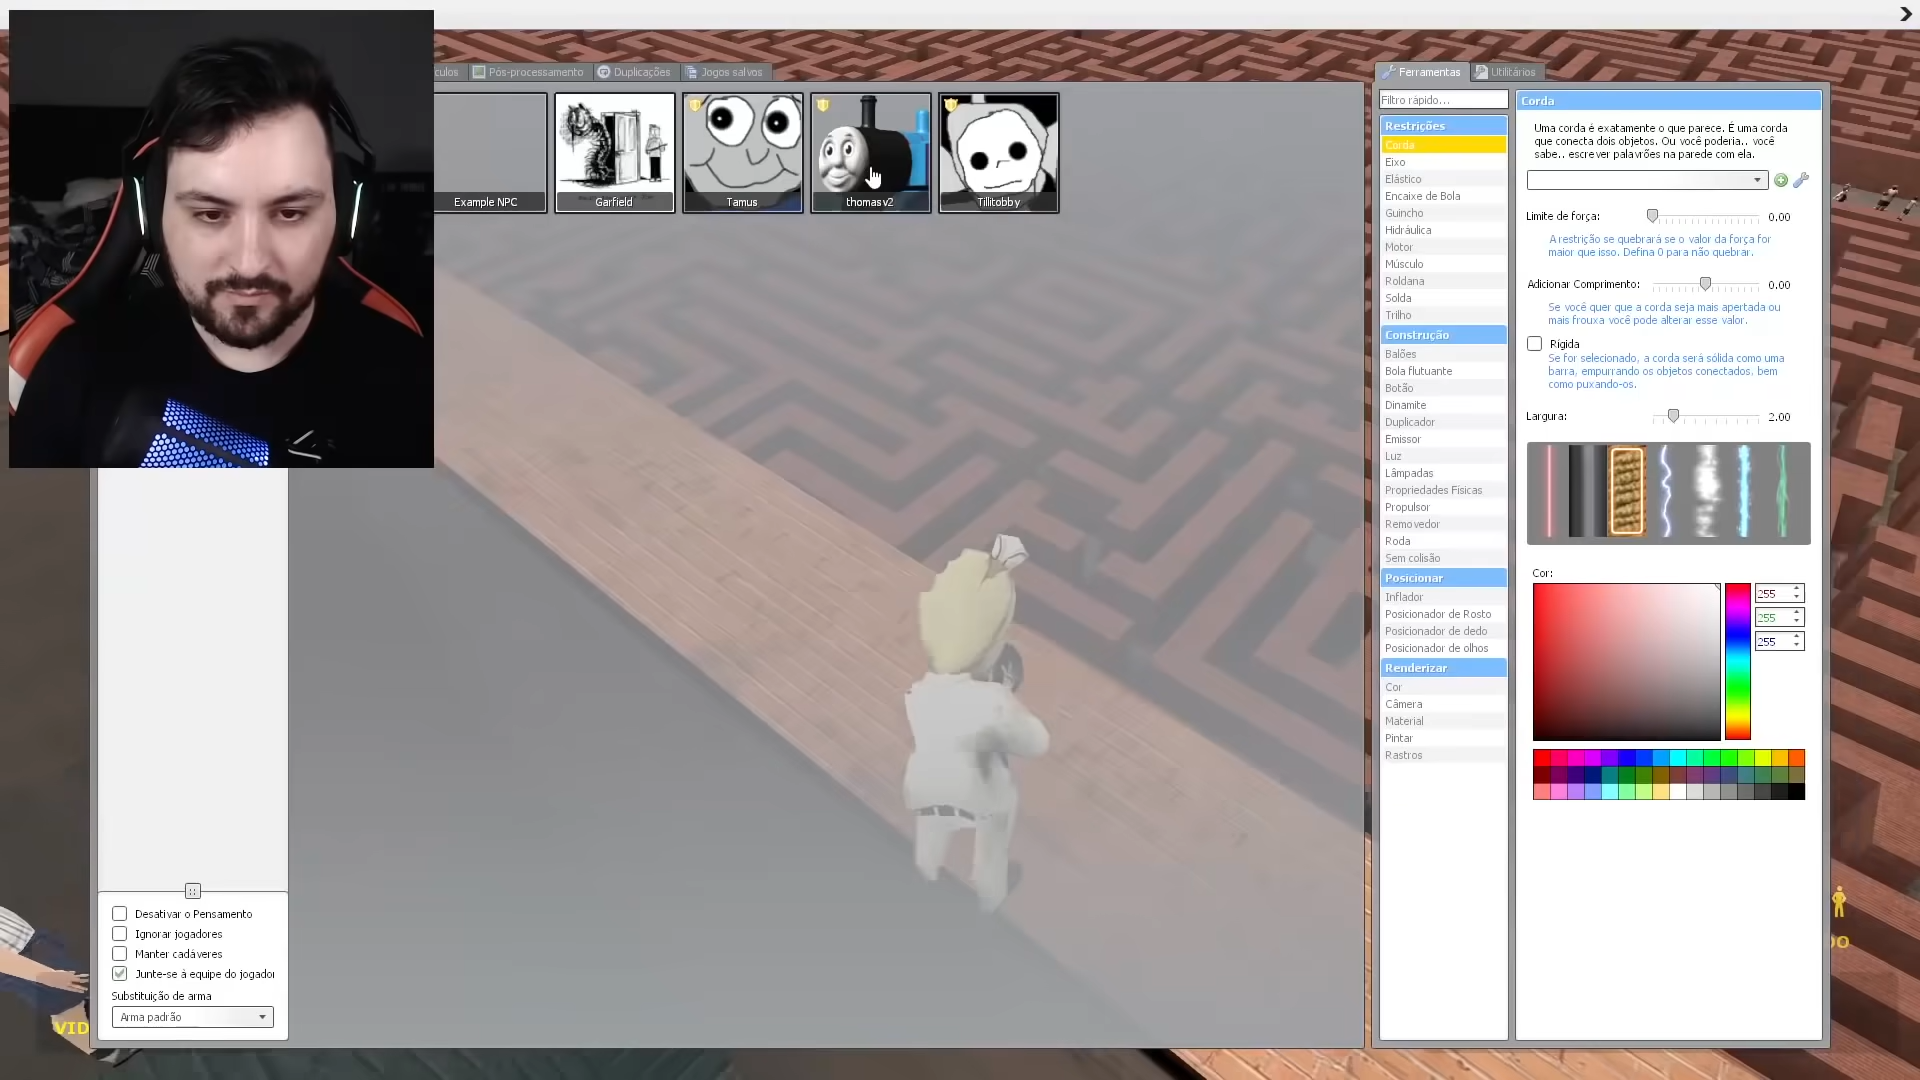 culos
Pós-processamento
Duplicações
Jogos salvos
Example NPC
Garfield
Tamus
thomasv2
Tillitobby
Desativar o Pensamento
Ignorar jogadores
Manter cadáveres
Junte-se à equipe do jogador
Substituição de arma
Arma padrão
VID
Ferramentas
Utilitários
Filtro rápido...
Restrições
Corda
Eixo
Elástico
Encaixe de Bola
Guincho
Hidráulica
Motor
Músculo
Roldana
Solda
Trilho
Construção
Balões
Bola flutuante
Botão
Dinamite
Duplicador
Emissor
Luz
Lâmpadas
Propriedades Físicas
Propulsor
Removedor
Roda
Sem colisão
Posicionar
Inflador
Posicionador de Rosto
Posicionador de dedo
Posicionador de olhos
Renderizar
Cor
Câmera
Material
Pintar
Rastros
Corda
Uma corda é exatamente o que parece. É uma corda
que conecta dois objetos. Ou você poderia.. você
sabe.. escrever palavrões na parede com ela.
Limite de força: 0.00
A restrição se quebrará se o valor da força for
maior que isso. Defina 0 para não quebrar.
Adicionar Comprimento: 0.00
Se você quer que a corda seja mais apertada ou
mais frouxa você pode alterar esse valor.
Rígida
Se for selecionado, a corda será sólida como uma
barra, empurrando os objetos conectados, bem
como puxando-os.
Largura: 2.00
Cor:
255
255
255
DO